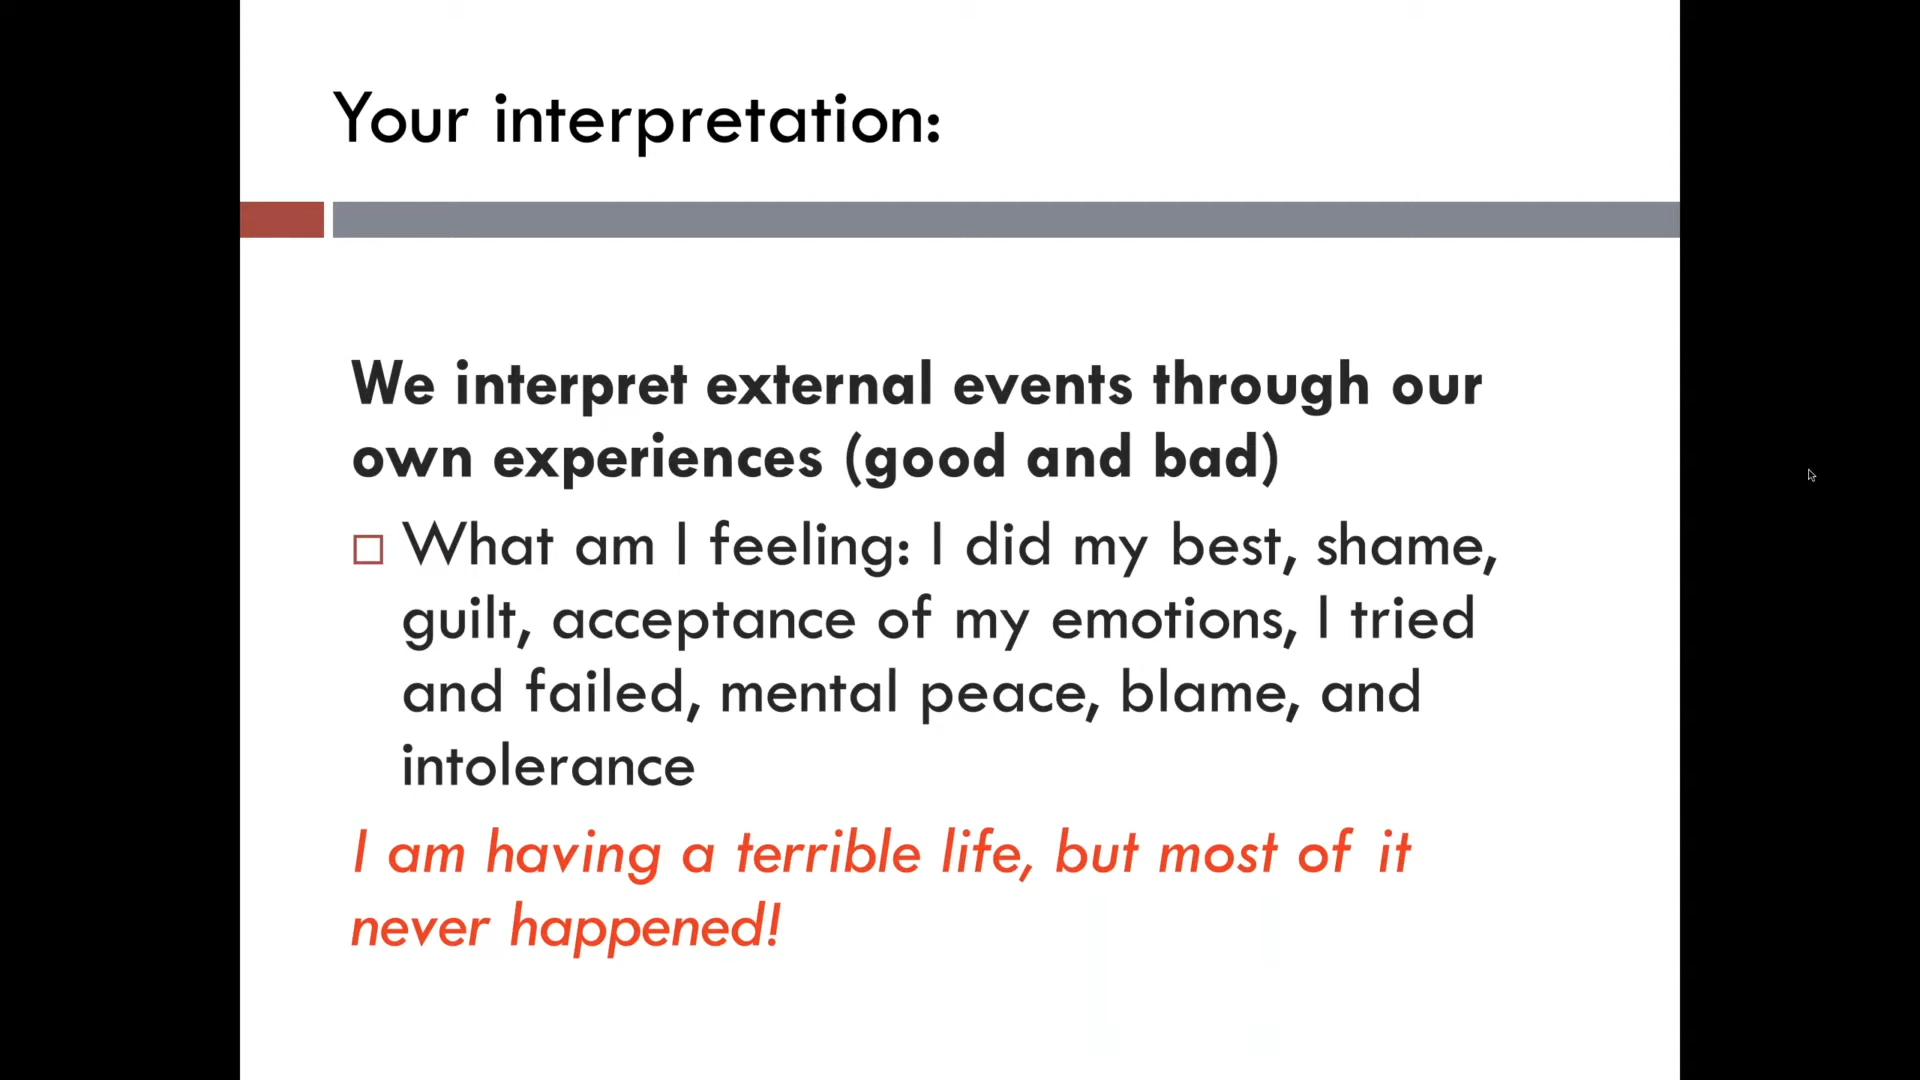 Your interpretation:
We interpret external events through our
own experiences (good and bad)
What am I feeling: I did my best, shame,
guilt, acceptance of my emotions, I tried
and failed, mental peace, blame, and
intolerance
I am having a terrible life, but most of it
never happened!